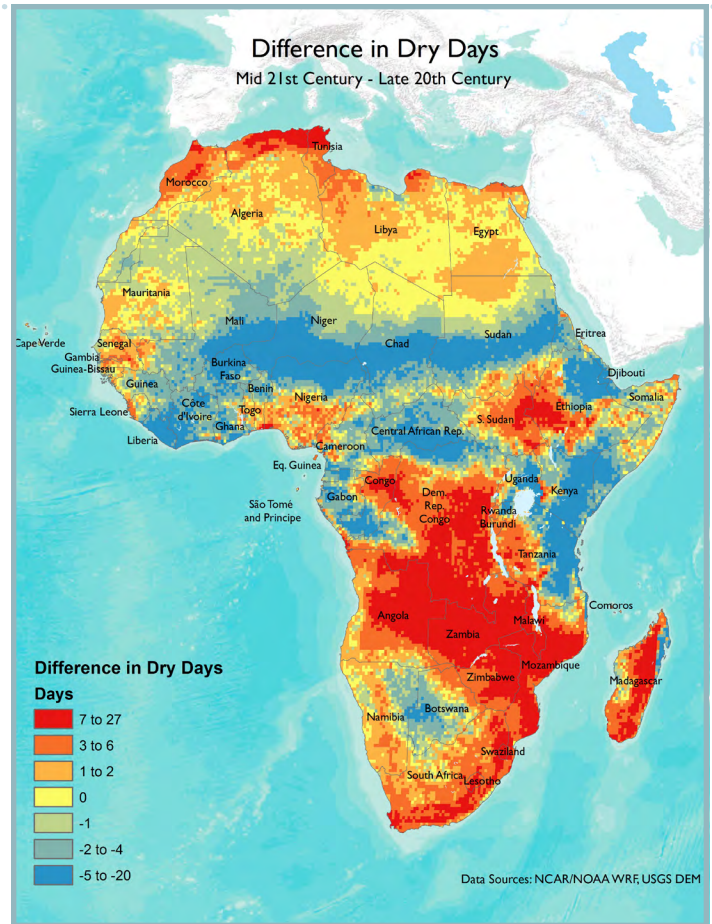 Difference in Dry Days
Mid 21st Century - Late 20th Century
Tunisia
Morocco
Algeria
Libya
Egypt
Mauritania
Mali
Niger
Chad
Sudan
Eritrea
Cape Verde
Senegal
Gambia
Guinea-Bissau
Guinea
Burkina
Faso
Benin
Djibouti
Nigeria
Somalia
Ethiopia
S. Sudan
Sierra Leone
Côte
d'Ivoire
Togo
Ghana
Liberia
Central African Rep.
Cameroon
Eq. Guinea
Uganda
Kenya
Congo
Gabon
Dem.
Rep.
Congo
São Tomé
and Principe
Rwanda
Burundi
Tanzania
Comoros
Angola
Malawi
Zambia
Mozambique
Zimbabwe
Madagascar
Namibia
Botswana
Swaziland
South Africa
Lesotho
Difference in Dry Days
Days
7 to 27
3 to 6
1 to 2
0
-1
-2 to -4
-5 to -20
Data Sources: NCAR/NOAA WRF, USGS DEM